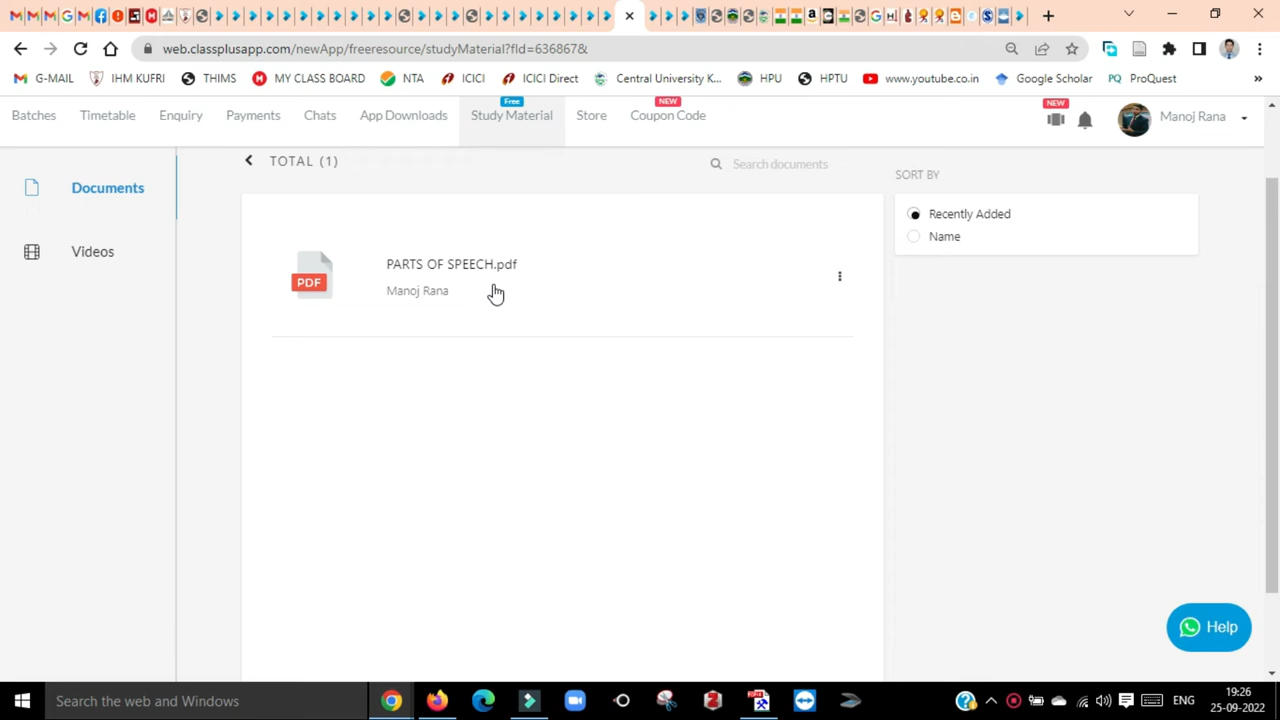 web.classplusapp.com/newApp/freeresource/studyMaterial?fId=636867&
G-MAIL IHM KUFRI THIMS MY CLASS BOARD NTA ICICI ICICI Direct Central University K... HPU HPTU www.youtube.co.in Google Scholar PQ ProQuest »
Free NEW NEW
Batches Timetable Enquiry Payments Chats App Downloads Study Material Store Coupon Code Manoj Rana
TOTAL (1) Search documents
SORT BY
Documents
Recently Added
Name
Videos
PARTS OF SPEECH.pdf
PDF
Manoj Rana
Help
Search the web and Windows
ENG
19:26
25-09-2022